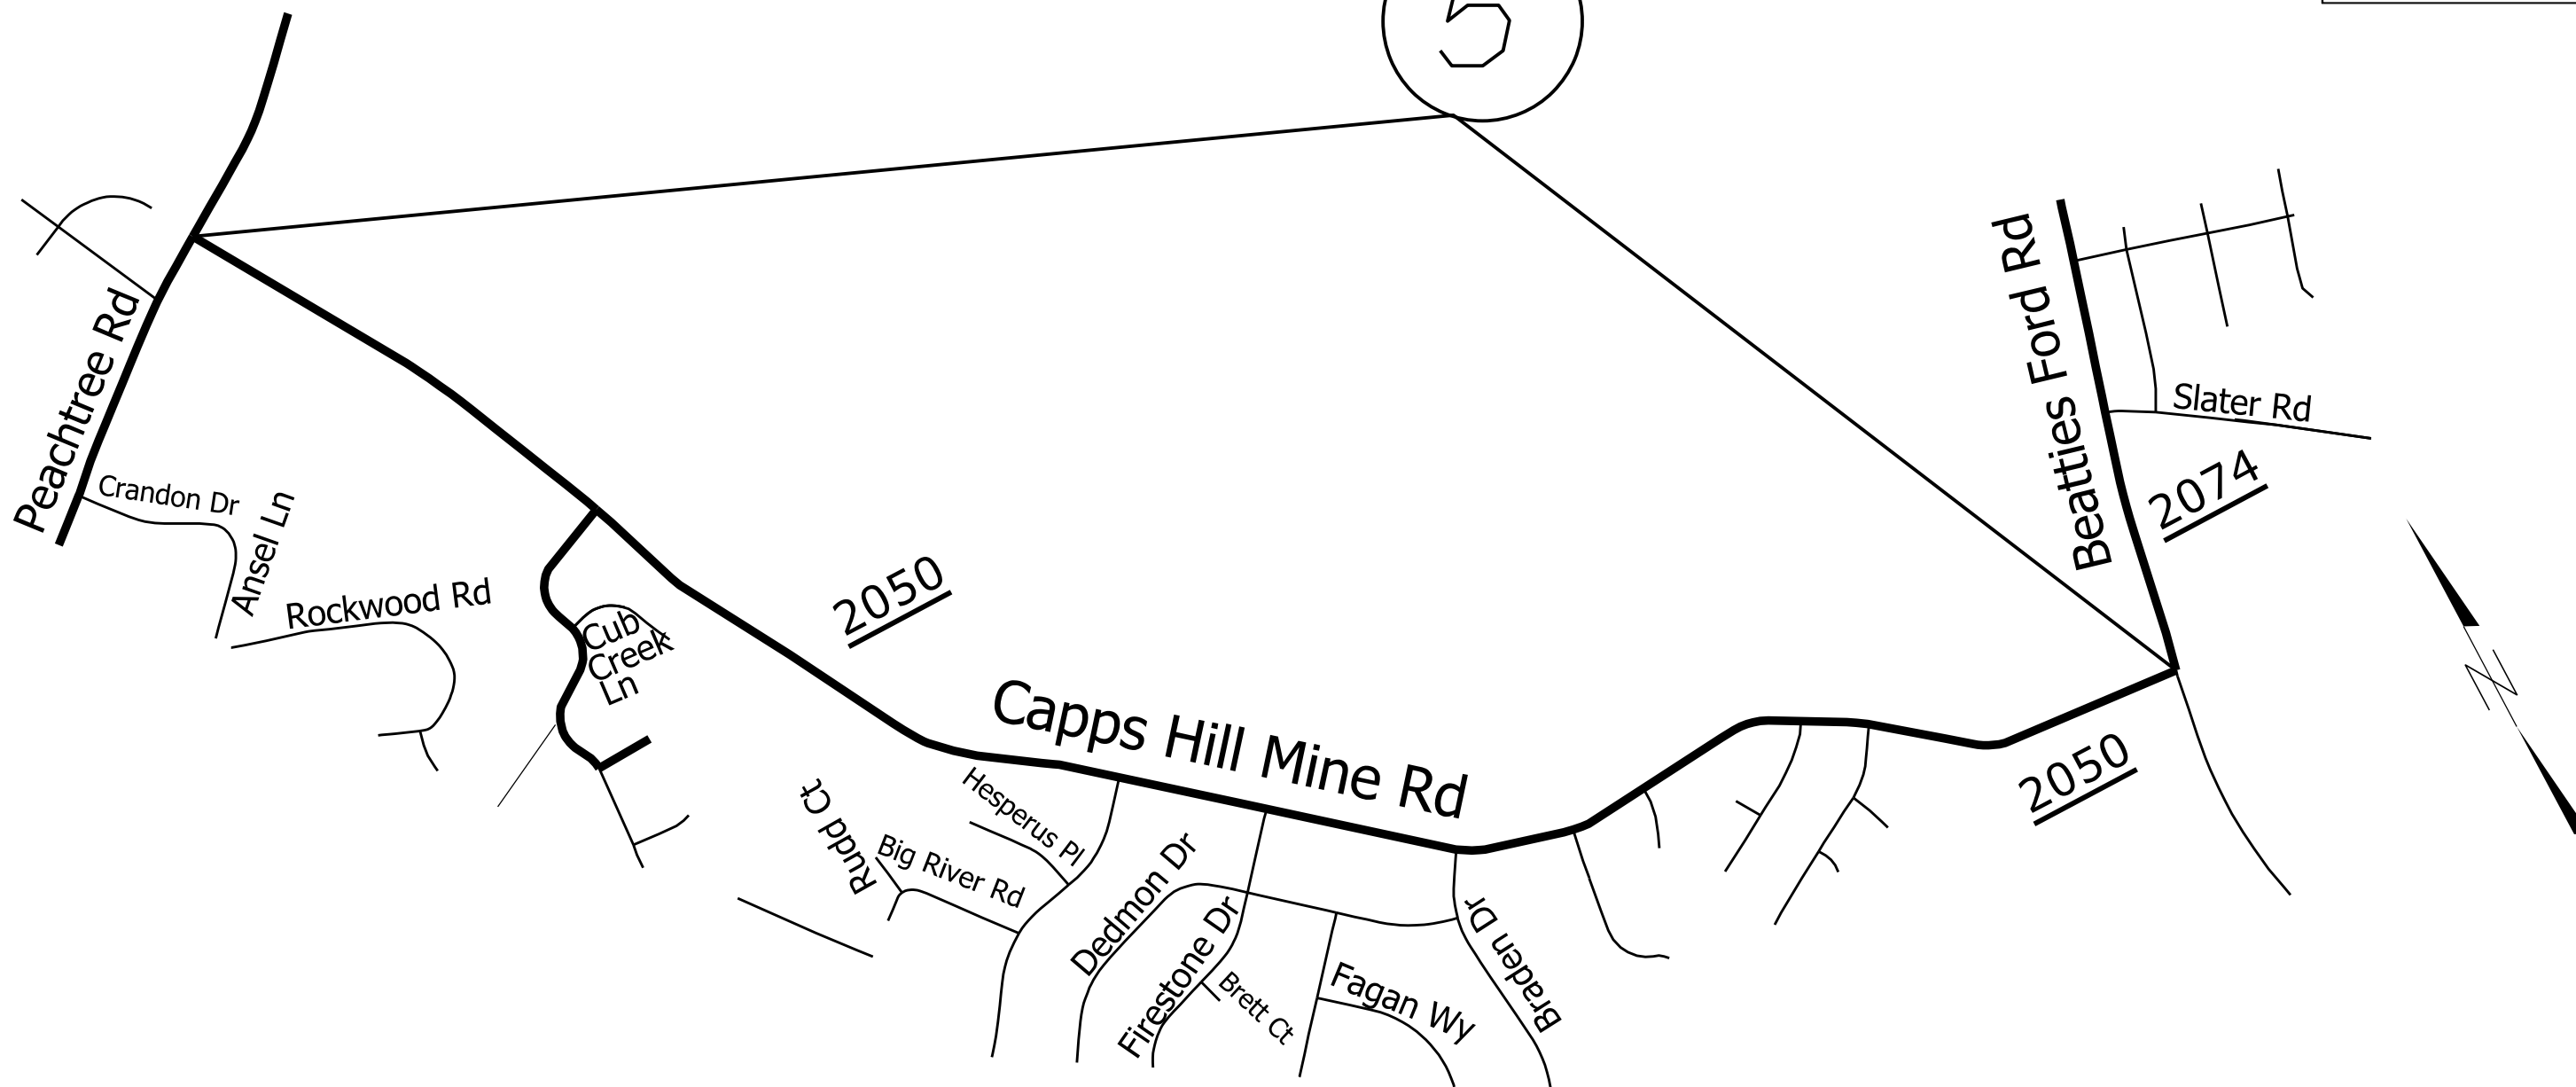 5
Peachtree Rd
Beatties Ford Rd
Slater Rd
2074
Crandon Dr
Ansel Ln
Rockwood Rd
Cub
Creek
Ln
2050
Capps Hill Mine Rd
2050
Hesperus Pl
Rudd Ct
Big River Rd
Dedmon Dr
Firestone Dr
Brett Ct
Fagan Wy
Braden Dr
N